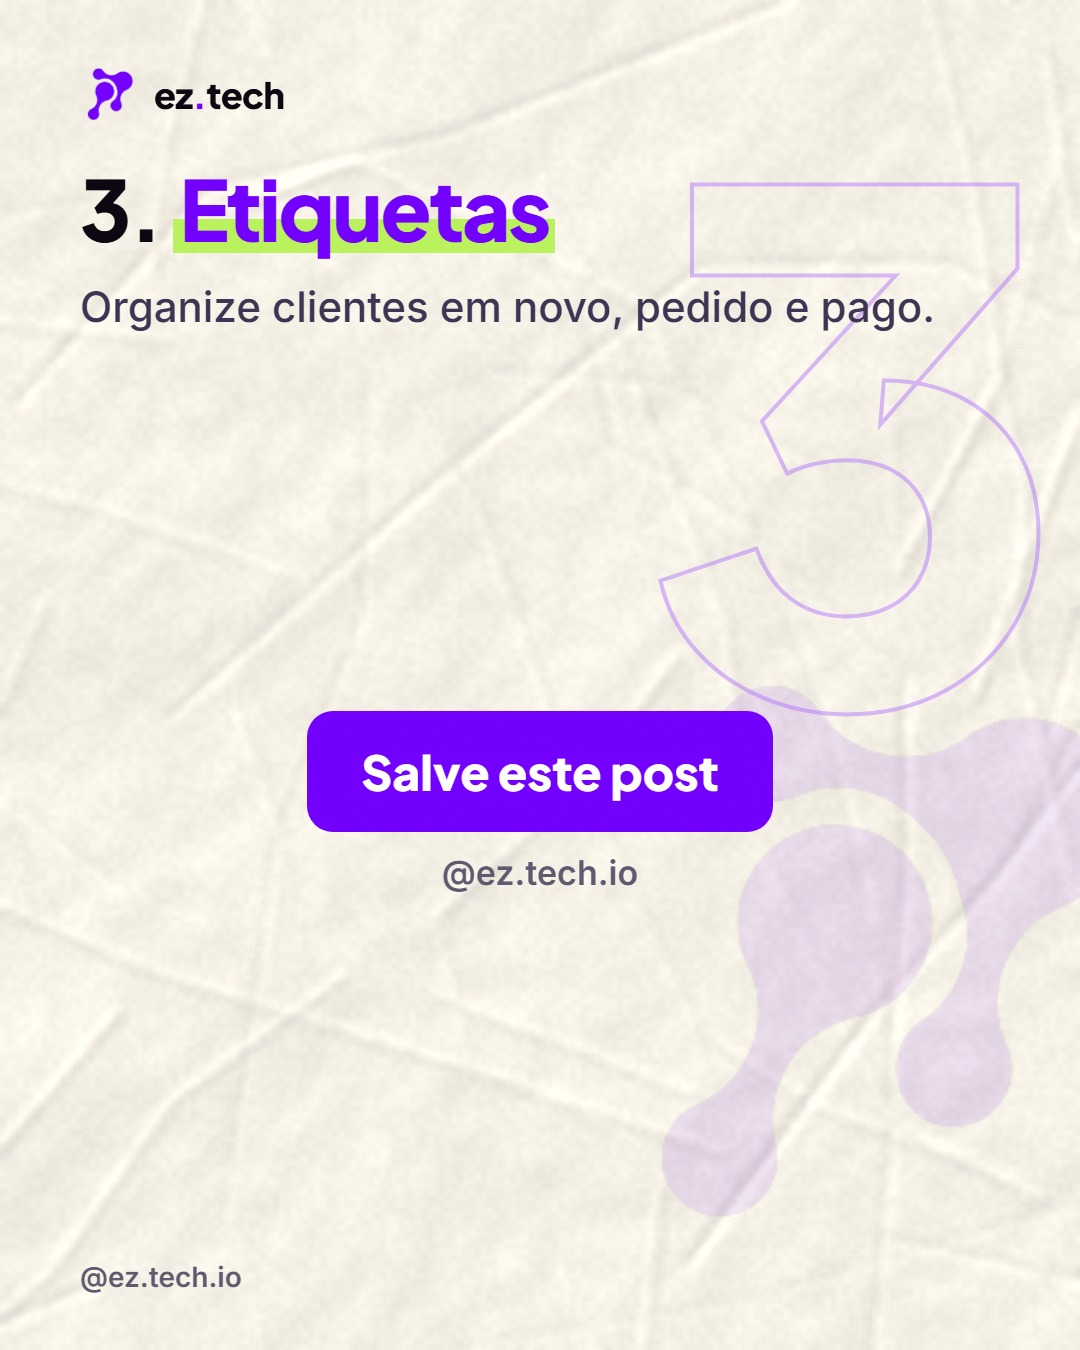 ez.tech
3. Etiquetas
Organize clientes em novo, pedido e pago.
3
Salve este post
@ez.tech.io
@ez.tech.io